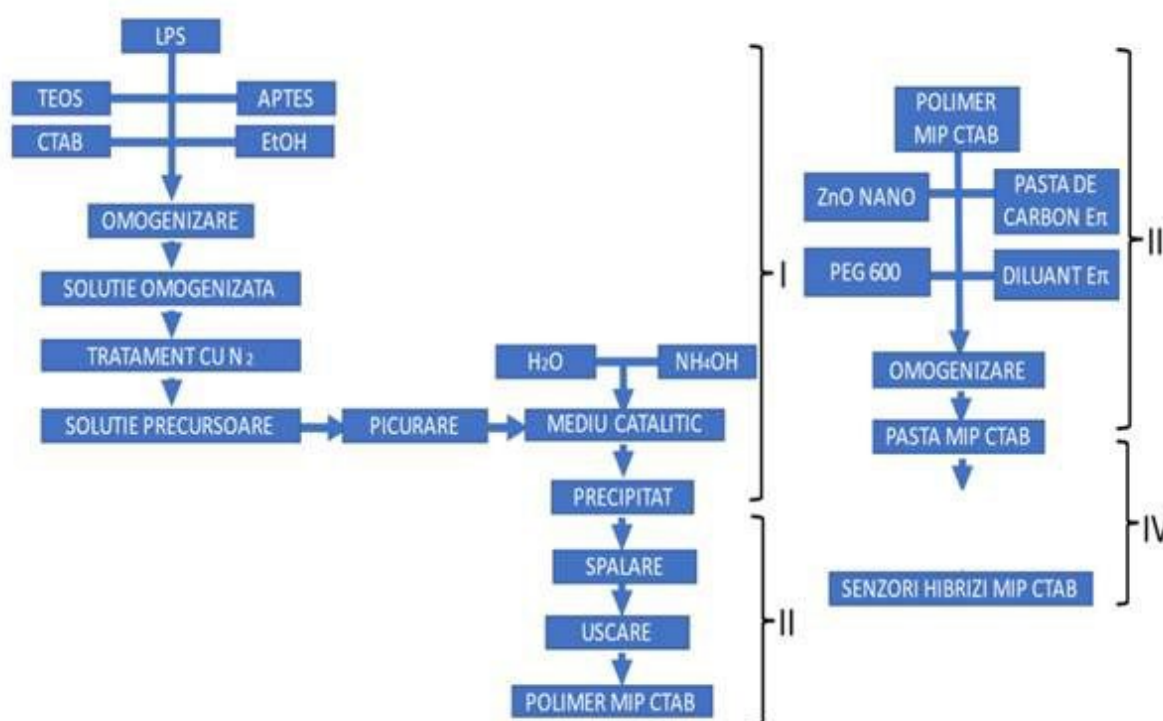 LPS
TEOS
APTES
CTAB
EtOH
OMOGENIZARE
SOLUTIE OMOGENIZATA
TRATAMENT CU N₂
SOLUTIE PRECURSOARE
PICURARE
H₂O
NH₄OH
MEDIU CATALITIC
PRECIPITAT
I
SPALARE
USCARE
POLIMER MIP CTAB
II
POLIMER
MIP CTAB
ZnO NANO
PASTA DE
CARBON Eπ
PEG 600
DILUANT Eπ
OMOGENIZARE
PASTA MIP CTAB
SENZORI HIBRIZI MIP CTAB
IV